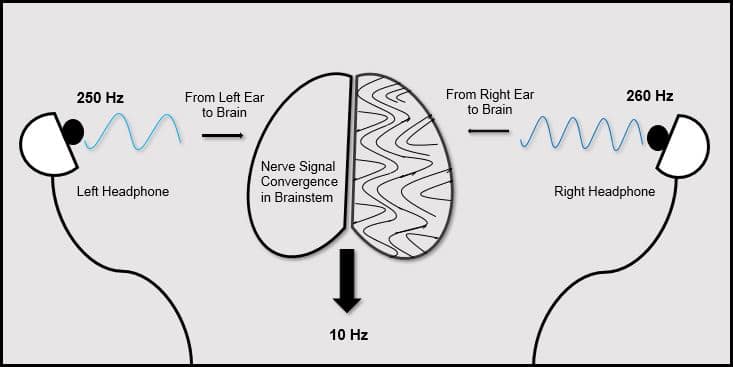 250 Hz
From Left Ear
to Brain
From Right Ear
to Brain
260 Hz
Nerve Signal
Convergence
in Brainstem
Left Headphone
Right Headphone
10 Hz